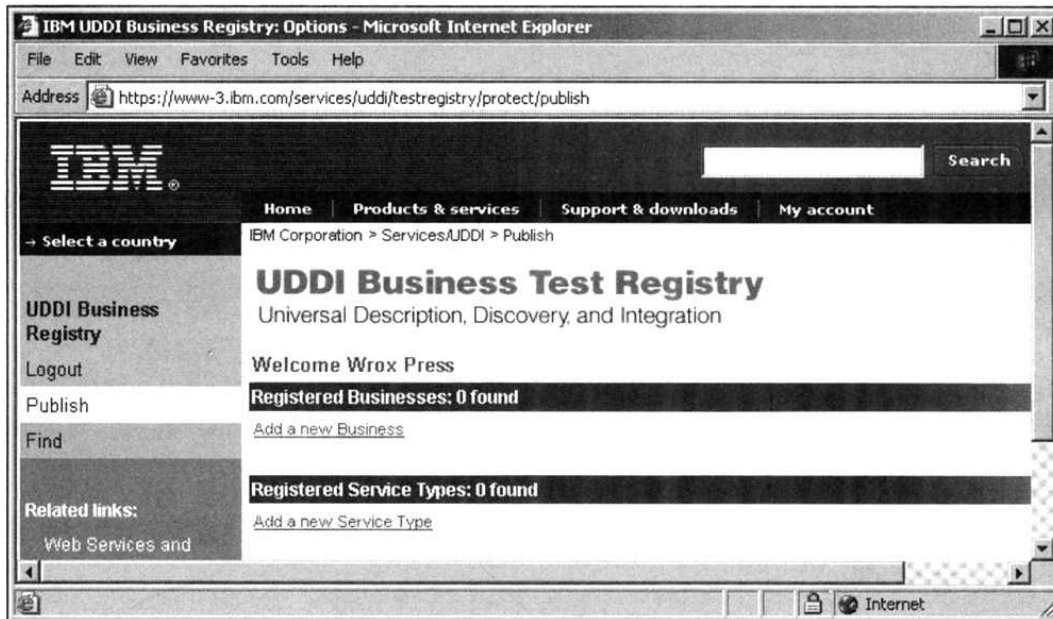 IBM UDDI Business Registry: Options - Microsoft Internet Explorer
File Edit View Favorites Tools Help
Address https://www-3.ibm.com/services/uddi/testregistry/protect/publish
IBM®
Search
Home Products & services Support & downloads My account
→ Select a country
IBM Corporation > Services/UDDI > Publish
UDDI Business Test Registry
Universal Description, Discovery, and Integration
UDDI Business
Registry
Logout
Publish
Find
Related links:
Web Services and
Welcome Wrox Press
Registered Businesses: 0 found
Add a new Business
Registered Service Types: 0 found
Add a new Service Type
Internet